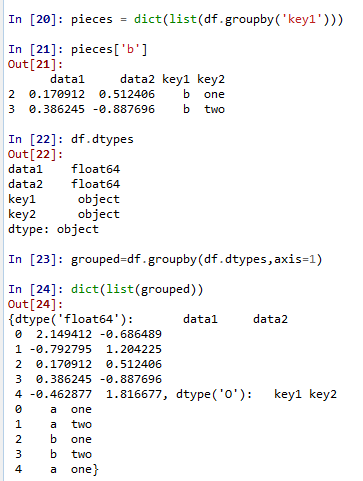 In [20]: pieces = dict(list(df.groupby('key1')))
In [21]: pieces['b']
Out[21]:
      data1     data2 key1 key2
2  0.170912  0.512406    b  one
3  0.386245 -0.887696    b  two
In [22]: df.dtypes
Out[22]:
data1    float64
data2    float64
key1      object
key2      object
dtype: object
In [23]: grouped=df.groupby(df.dtypes,axis=1)
In [24]: dict(list(grouped))
Out[24]:
{dtype('float64'):       data1     data2
 0  2.149412 -0.686489
 1 -0.792795  1.204225
 2  0.170912  0.512406
 3  0.386245 -0.887696
 4 -0.462877  1.816677, dtype('O'):   key1 key2
 0    a  one
 1    a  two
 2    b  one
 3    b  two
 4    a  one}